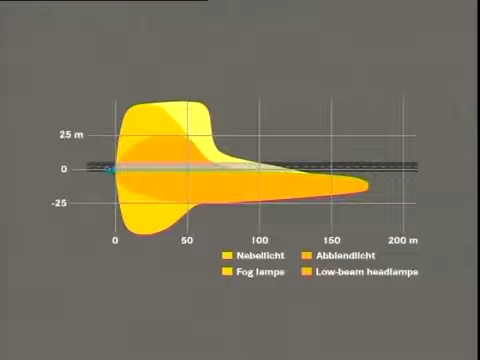 25 m
0
-25
0 50 100 150 200 m
Nebellicht Abblendlicht
Fog lamps Low-beam headlamps